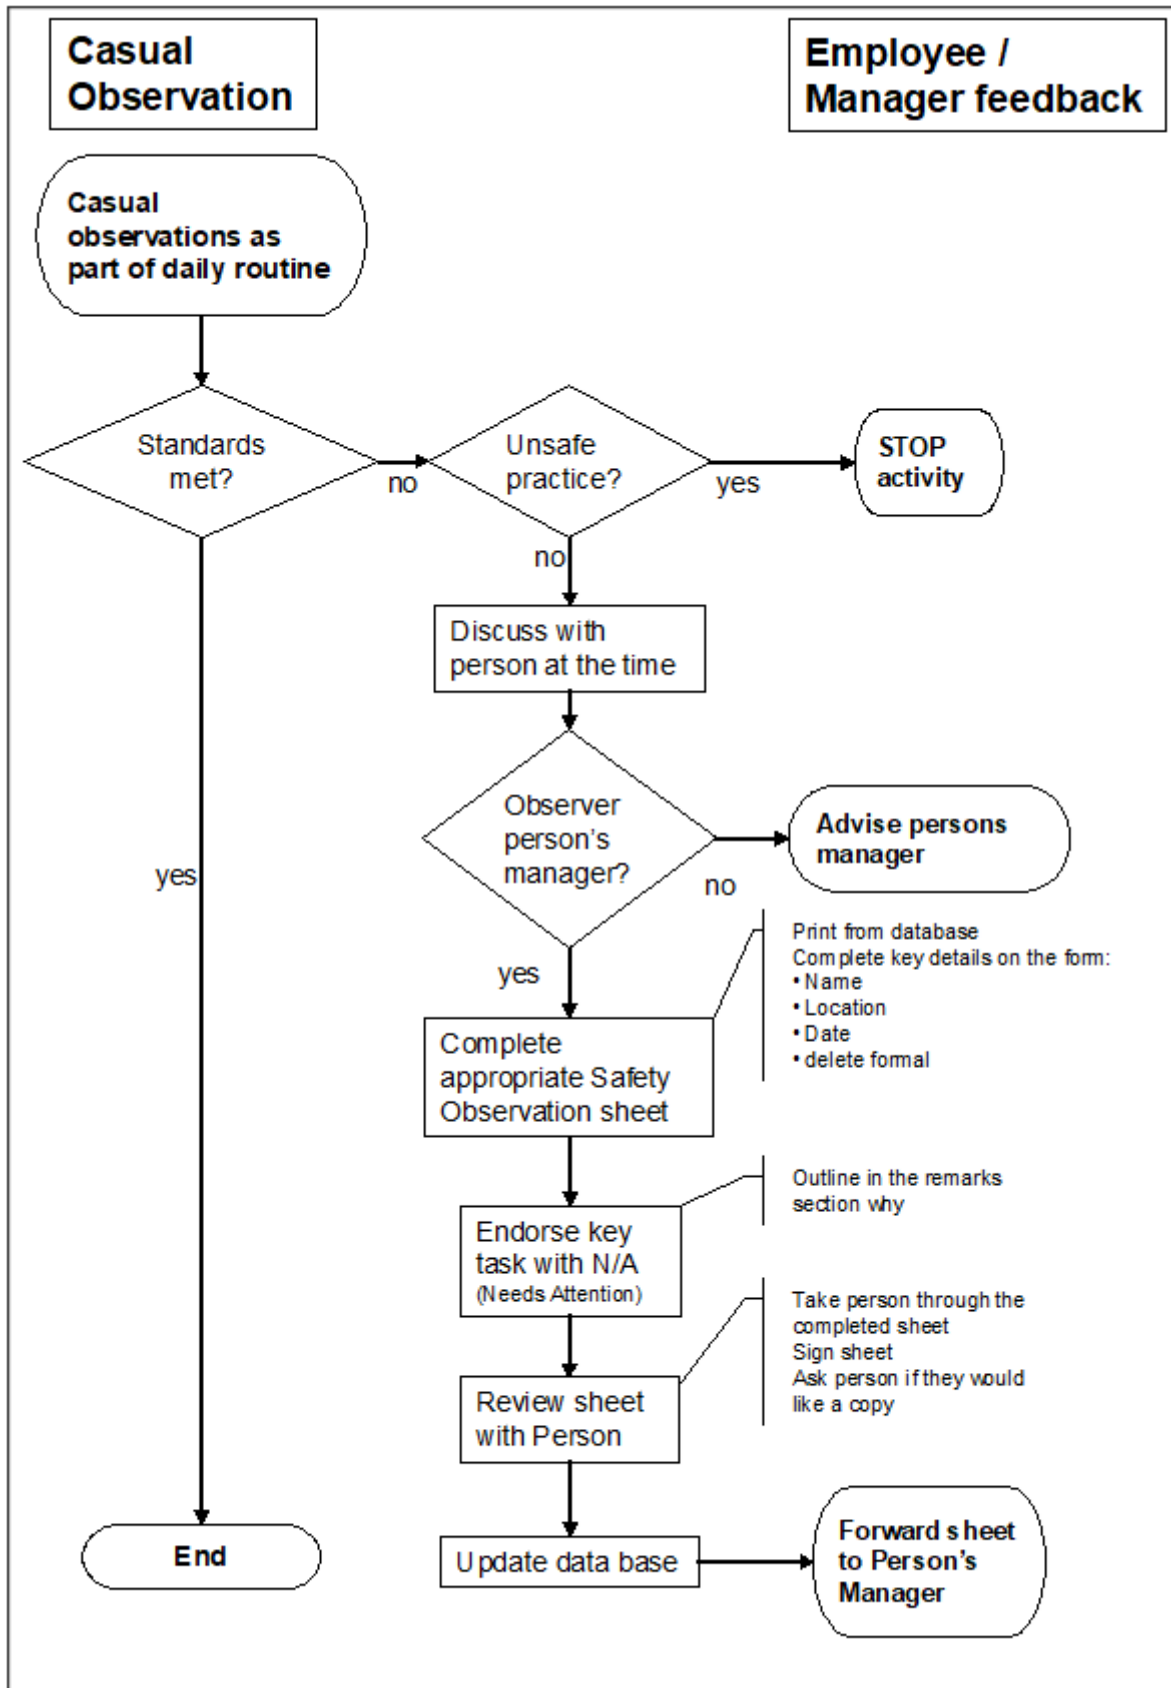 Casual
Observation
Employee /
Manager feedback
Casual
observations as
part of daily routine
Standards
met?
no
Unsafe
practice?
yes
STOP
activity
no
Discuss with
person at the time
Observer
person's
manager?
no
Advise persons
manager
yes
yes
Print from database
Complete key details on the form:
• Name
• Location
• Date
• delete formal
Complete
appropriate Safety
Observation sheet
Outline in the remarks
section why
Endorse key
task with N/A
(Needs Attention)
Take person through the
completed sheet
Sign sheet
Ask person if they would
like a copy
Review sheet
with Person
End
Update data base
Forward sheet
to Person's
Manager